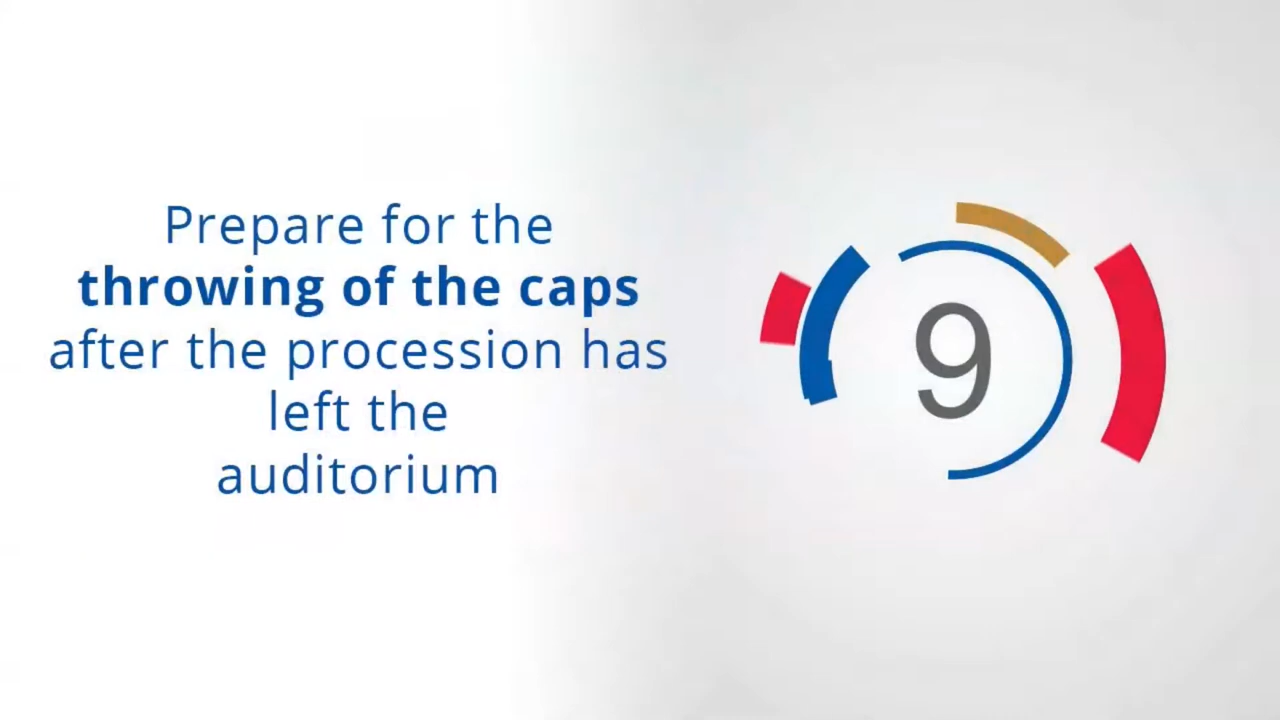 Prepare for the
throwing of the caps
after the procession has
left the
auditorium
9